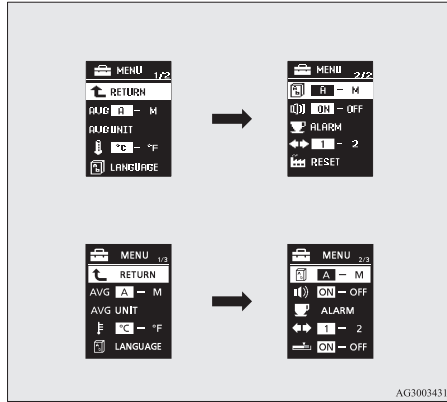 MENU 1/2
RETURN
AVG A - M
AVG UNIT
°C - °F
LANGUAGE
MENU 2/2
A - M
ON - OFF
ALARM
1 - 2
RESET
MENU 1/3
RETURN
AVG A - M
AVG UNIT
°C - °F
LANGUAGE
MENU 2/3
A - M
ON - OFF
ALARM
1 - 2
ON - OFF
AG3003431